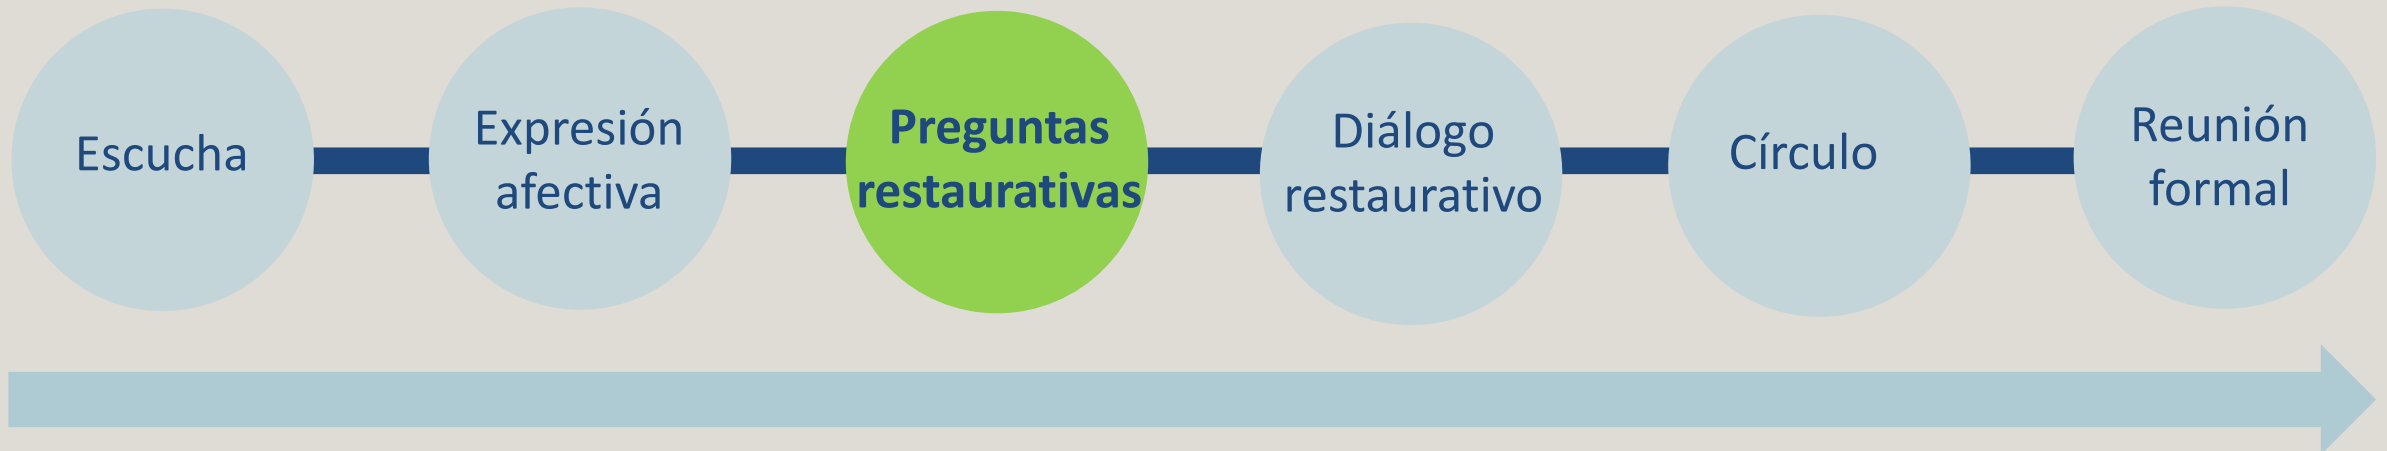 Escucha
Expresión
afectiva
Preguntas
restaurativas
Diálogo
restaurativo
Círculo
Reunión
formal